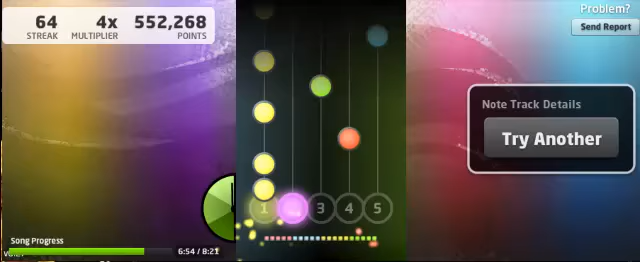 64 4x 552,268
STREAK MULTIPLIER POINTS
Problem?
Send Report
Note Track Details
Try Another
1 3 4 5
Song Progress
6:54 / 8:21